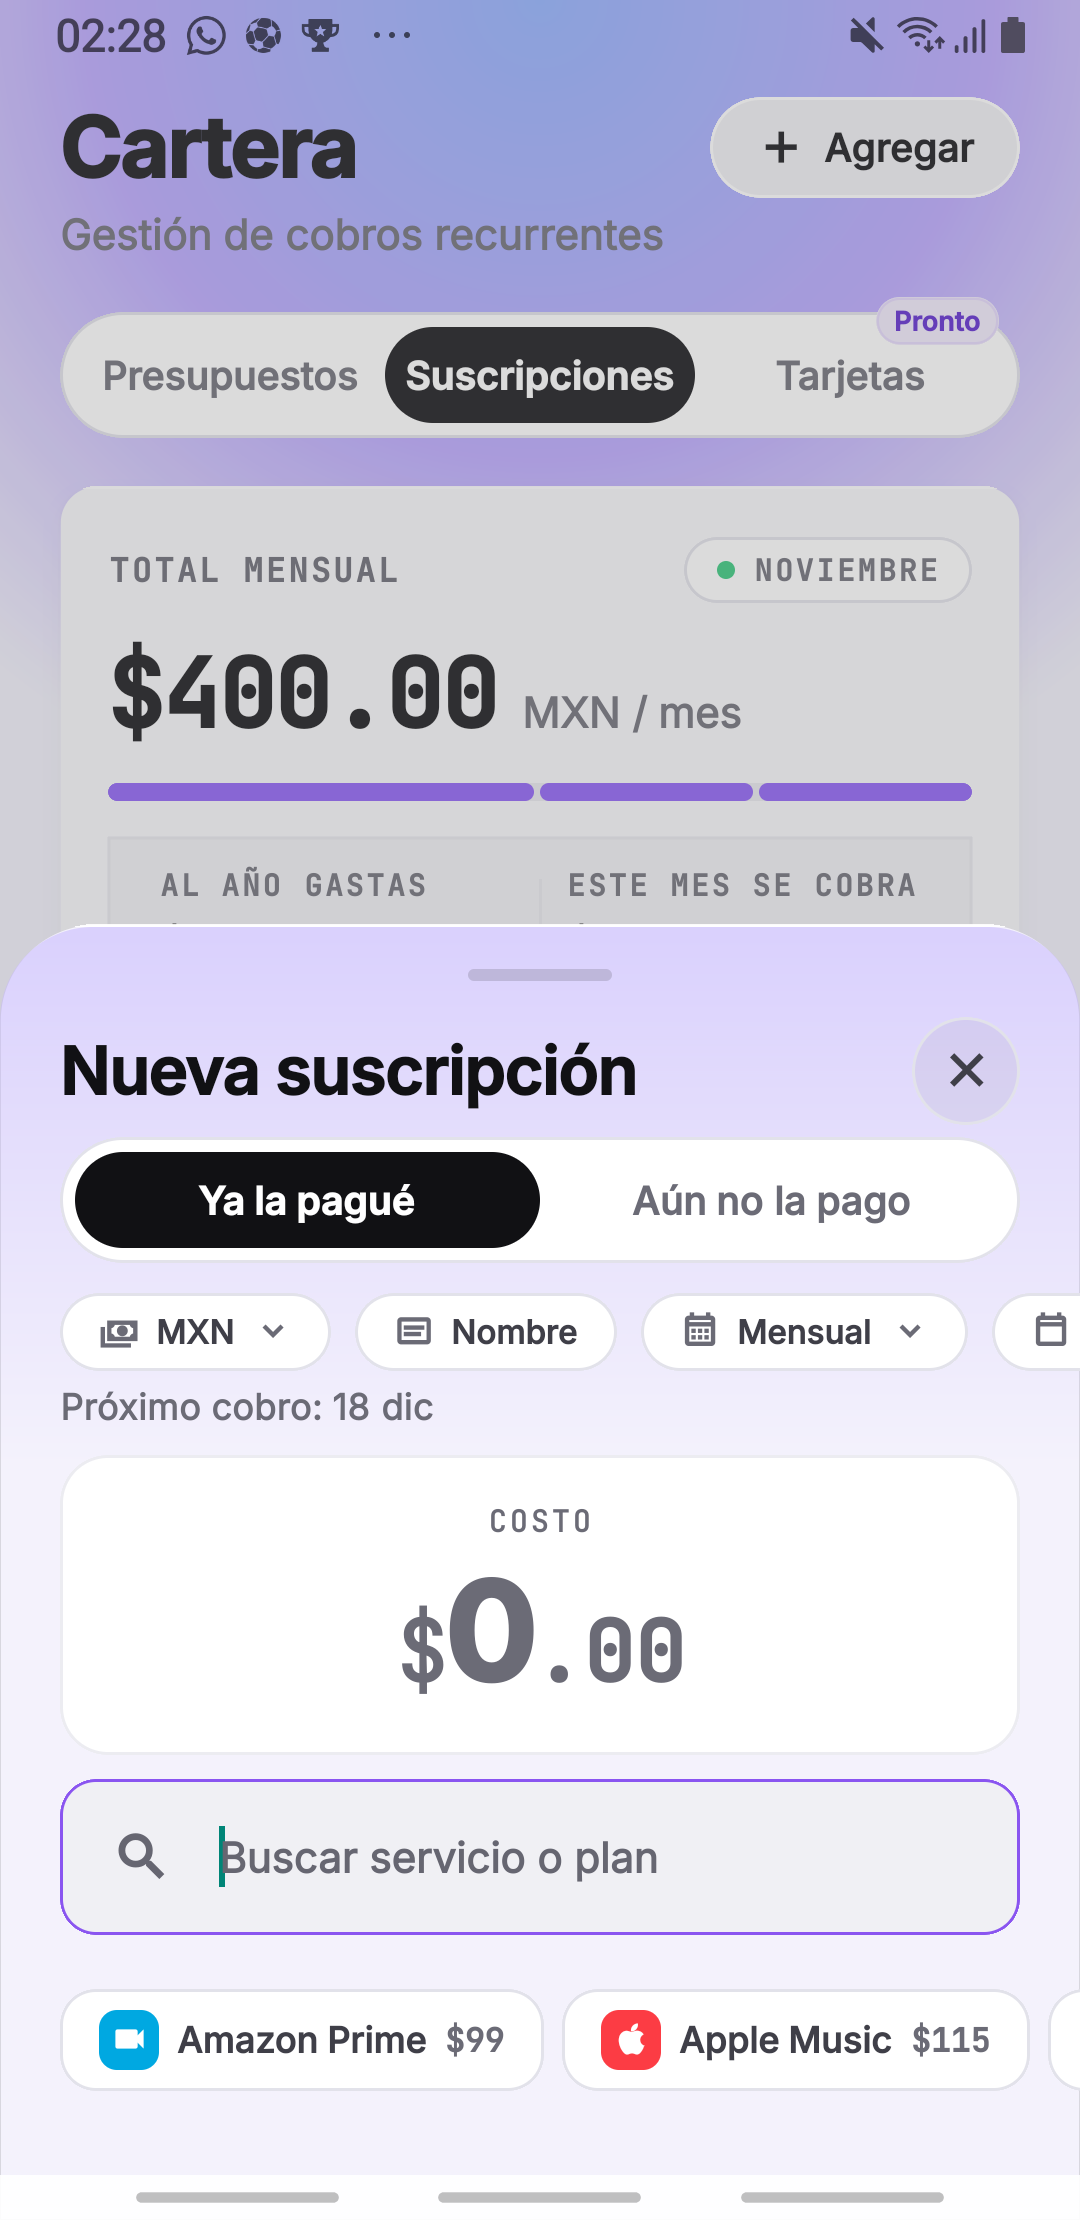 02:28
Cartera
+ Agregar
Gestión de cobros recurrentes
Pronto
Presupuestos Suscripciones Tarjetas
TOTAL MENSUAL
NOVIEMBRE
$400.00 MXN / mes
AL AÑO GASTAS
ESTE MES SE COBRA
Nueva suscripción
Ya la pagué
Aún no la pago
MXN
Nombre
Mensual
Próximo cobro: 18 dic
COSTO
$0.00
Buscar servicio o plan
Amazon Prime $99
Apple Music $115